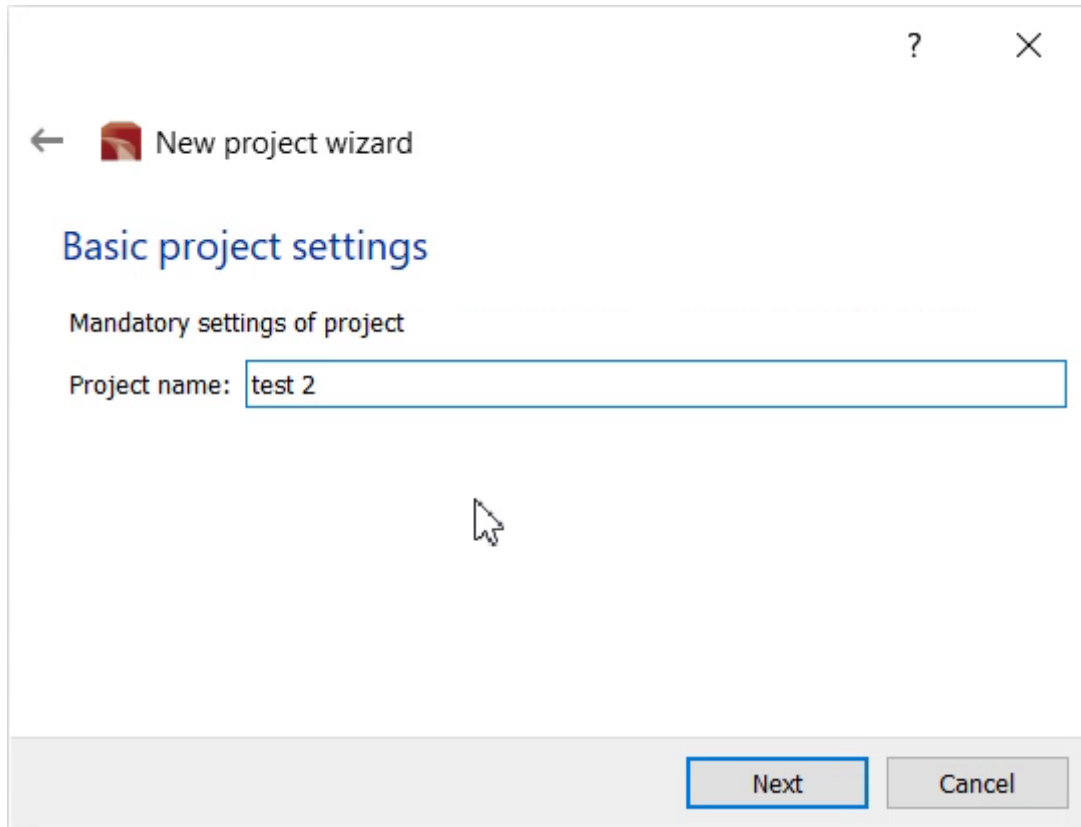 ?
New project wizard
Basic project settings
Mandatory settings of project
Project name: test 2
Next Cancel